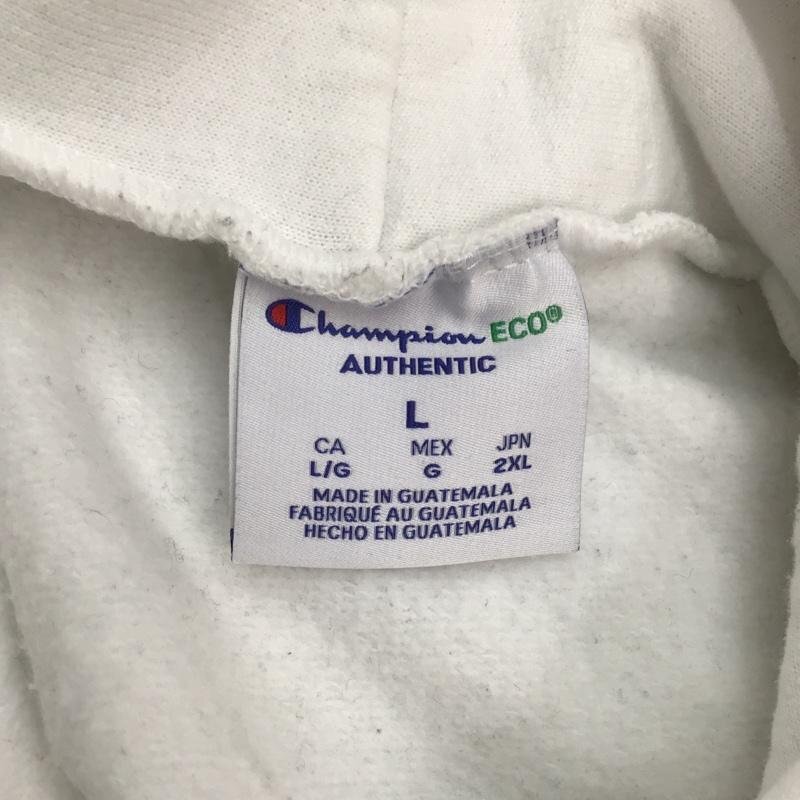 Champion ECO®
AUTHENTIC
L
CA MEX JPN
L/G G 2XL
MADE IN GUATEMALA
FABRIQUÉ AU GUATEMALA
HECHO EN GUATEMALA